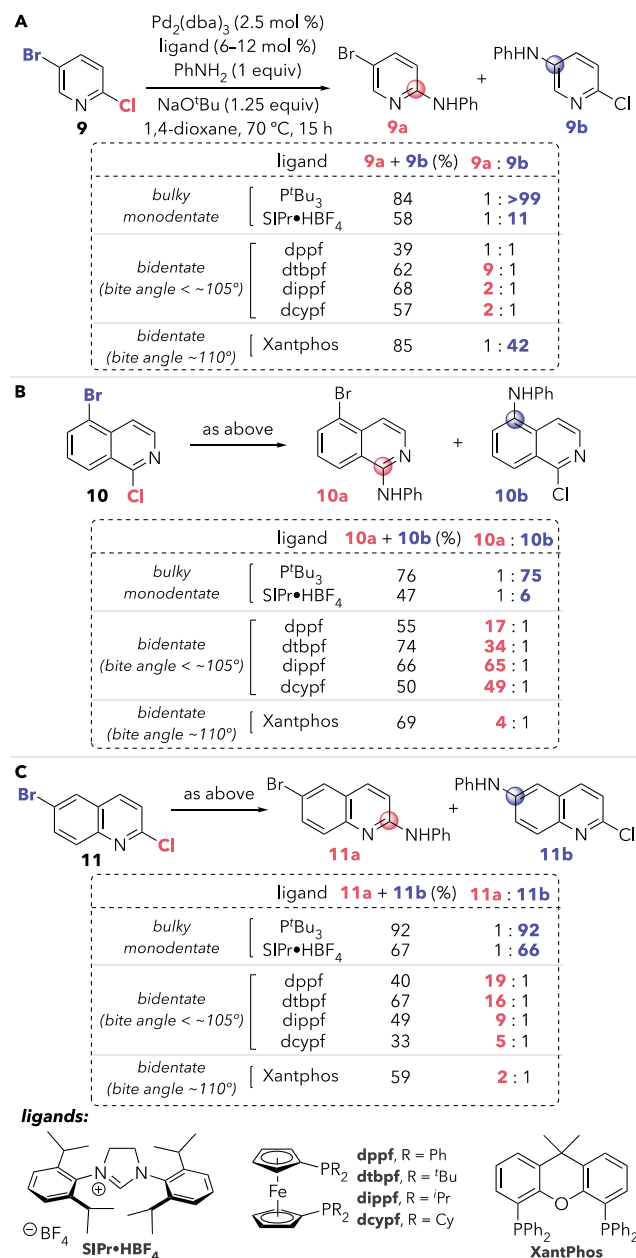 A
Pd2(dba)3 (2.5 mol %)
ligand (6–12 mol %)
PhNH2 (1 equiv)
NaOtBu (1.25 equiv)
1,4-dioxane, 70 ºC, 15 h
Br
N
Cl
9
Br
N
NHPh
9a
+
PhHN
N
Cl
9b
ligand 9a + 9b (%) 9a : 9b
bulky monodentate
PtBu3 84 1 : >99
SIPr•HBF4 58 1 : 11
bidentate (bite angle < ~105º)
dppf 39 1 : 1
dtbpf 62 9 : 1
dippf 68 2 : 1
dcypf 57 2 : 1
bidentate (bite angle ~110º)
Xantphos 85 1 : 42
B
Br
N
Cl
10
as above
Br
N
NHPh
10a
+
NHPh
N
Cl
10b
ligand 10a + 10b (%) 10a : 10b
bulky monodentate
PtBu3 76 1 : 75
SIPr•HBF4 47 1 : 6
bidentate (bite angle < ~105º)
dppf 55 17 : 1
dtbpf 74 34 : 1
dippf 66 65 : 1
dcypf 50 49 : 1
bidentate (bite angle ~110º)
Xantphos 69 4 : 1
C
Br
N
Cl
11
as above
Br
N
NHPh
11a
+
PhHN
N
Cl
11b
ligand 11a + 11b (%) 11a : 11b
bulky monodentate
PtBu3 92 1 : 92
SIPr•HBF4 67 1 : 66
bidentate (bite angle < ~105º)
dppf 40 19 : 1
dtbpf 67 16 : 1
dippf 49 9 : 1
dcypf 33 5 : 1
bidentate (bite angle ~110º)
Xantphos 59 2 : 1
ligands:
N
N
+
–
BF4
SIPr•HBF4
Fe
PR2
PR2
dppf, R = Ph
dtbpf, R = tBu
dippf, R = iPr
dcypf, R = Cy
O
PPh2
PPh2
XantPhos